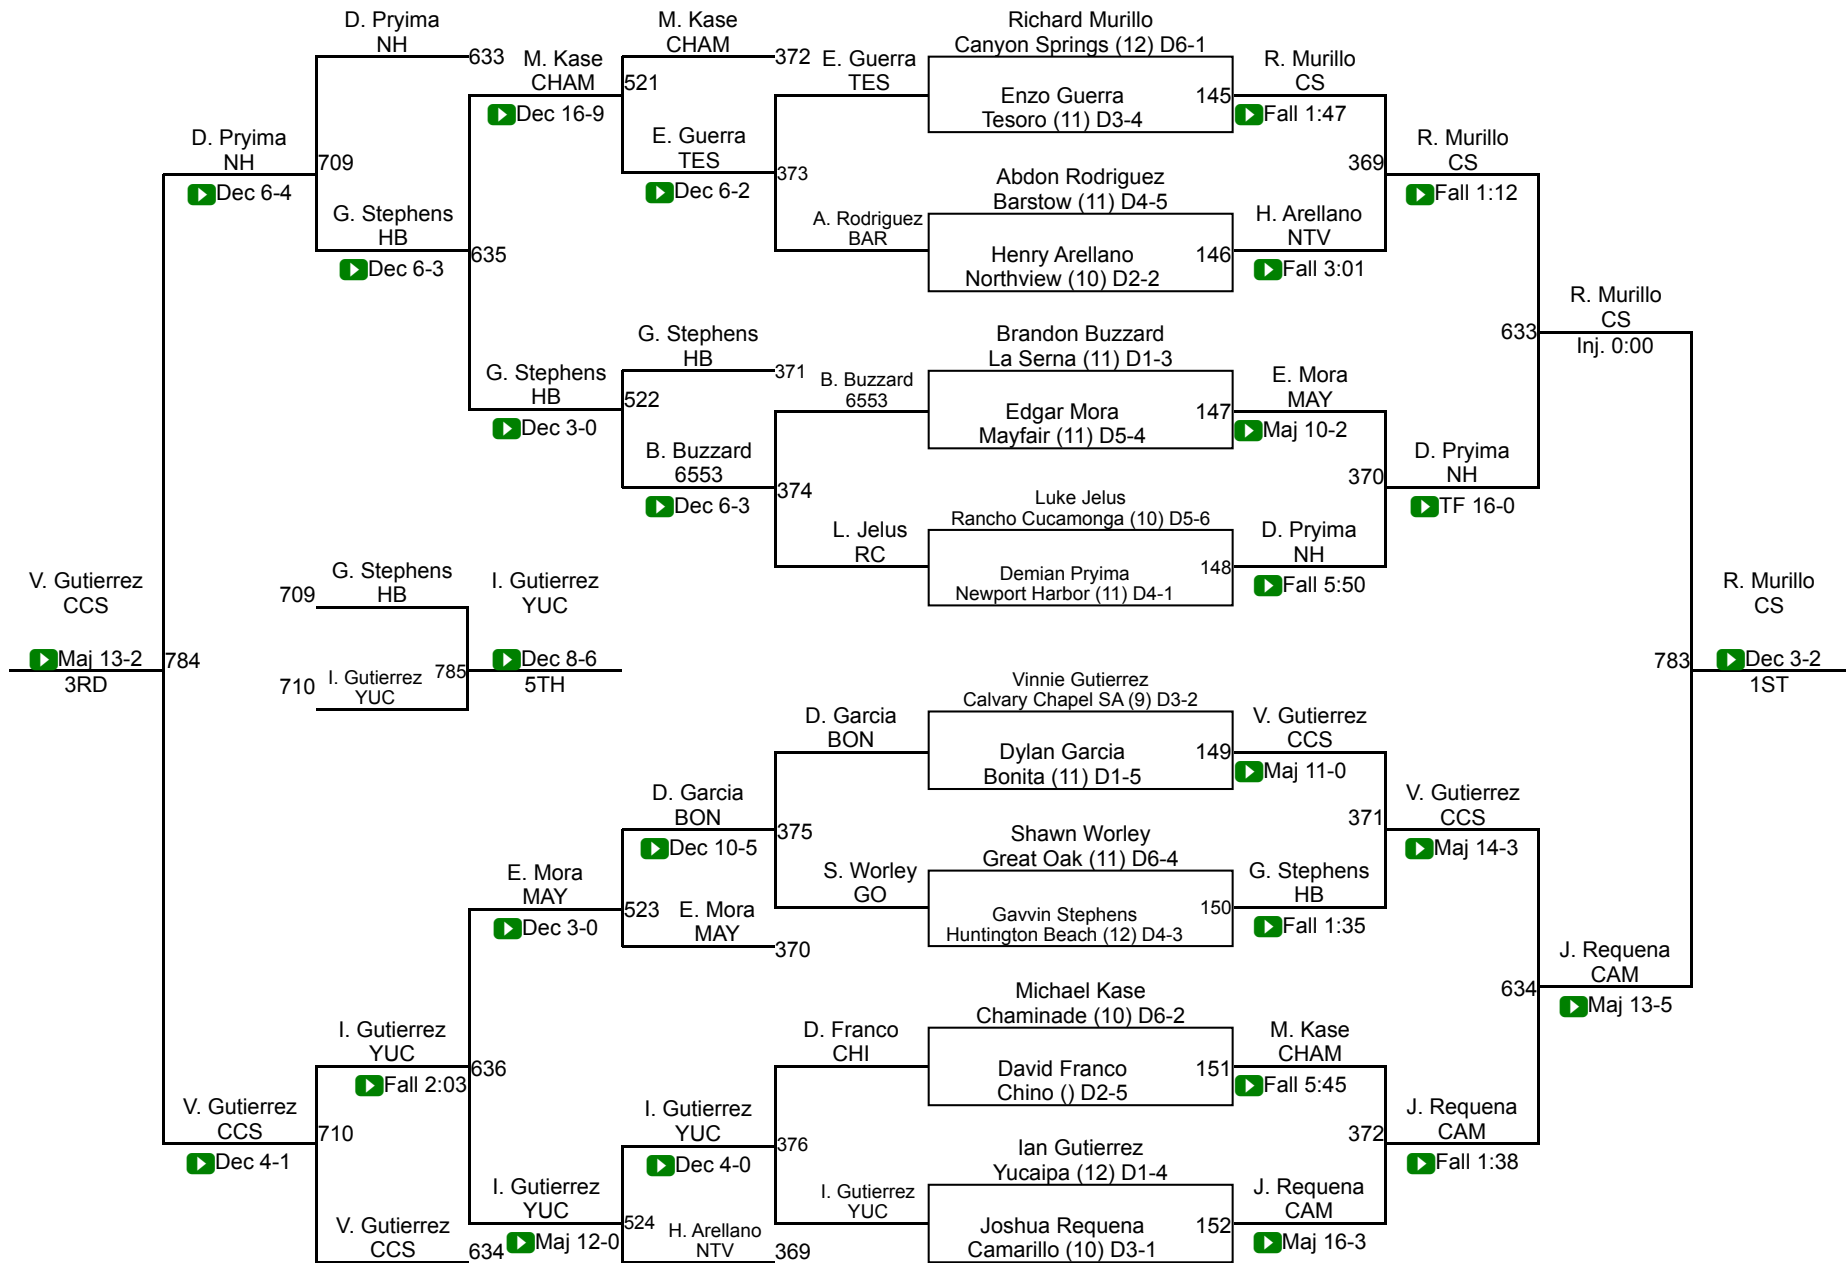 D. Pryima
NH
633
M. Kase
CHAM
372
Richard Murillo
Canyon Springs (12) D6-1
M. Kase
CHAM
521
Dec 16-9
E. Guerra
TES
Enzo Guerra
Tesoro (11) D3-4
145
R. Murillo
CS
Fall 1:47
D. Pryima
NH
709
Dec 6-4
E. Guerra
TES
373
Dec 6-2
369
R. Murillo
CS
Fall 1:12
Abdon Rodriguez
Barstow (11) D4-5
G. Stephens
HB
635
Dec 6-3
A. Rodriguez
BAR
Henry Arellano
Northview (10) D2-2
146
H. Arellano
NTV
Fall 3:01
R. Murillo
CS
633
Inj. 0:00
G. Stephens
HB
371
Brandon Buzzard
La Serna (11) D1-3
G. Stephens
HB
522
Dec 3-0
B. Buzzard
6553
Edgar Mora
Mayfair (11) D5-4
147
E. Mora
MAY
Maj 10-2
B. Buzzard
6553
374
Dec 6-3
370
D. Pryima
NH
TF 16-0
Luke Jelus
Rancho Cucamonga (10) D5-6
L. Jelus
RC
Demian Pryima
Newport Harbor (11) D4-1
148
D. Pryima
NH
Fall 5:50
V. Gutierrez
CCS
Maj 13-2
784
3RD
709
G. Stephens
HB
710
I. Gutierrez
YUC
785
I. Gutierrez
YUC
Dec 8-6
5TH
R. Murillo
CS
783
Dec 3-2
1ST
Vinnie Gutierrez
Calvary Chapel SA (9) D3-2
D. Garcia
BON
Dylan Garcia
Bonita (11) D1-5
149
V. Gutierrez
CCS
Maj 11-0
D. Garcia
BON
375
Dec 10-5
371
V. Gutierrez
CCS
Maj 14-3
Shawn Worley
Great Oak (11) D6-4
E. Mora
MAY
523
Dec 3-0
S. Worley
GO
Gavvin Stephens
Huntington Beach (12) D4-3
150
G. Stephens
HB
Fall 1:35
E. Mora
MAY
370
J. Requena
CAM
634
Maj 13-5
Michael Kase
Chaminade (10) D6-2
I. Gutierrez
YUC
636
Fall 2:03
D. Franco
CHI
David Franco
Chino () D2-5
151
M. Kase
CHAM
Fall 5:45
V. Gutierrez
CCS
710
Dec 4-1
I. Gutierrez
YUC
376
Dec 4-0
372
J. Requena
CAM
Fall 1:38
Ian Gutierrez
Yucaipa (12) D1-4
I. Gutierrez
YUC
524
Maj 12-0
I. Gutierrez
YUC
Joshua Requena
Camarillo (10) D3-1
152
J. Requena
CAM
Maj 16-3
V. Gutierrez
CCS
634
H. Arellano
NTV
369